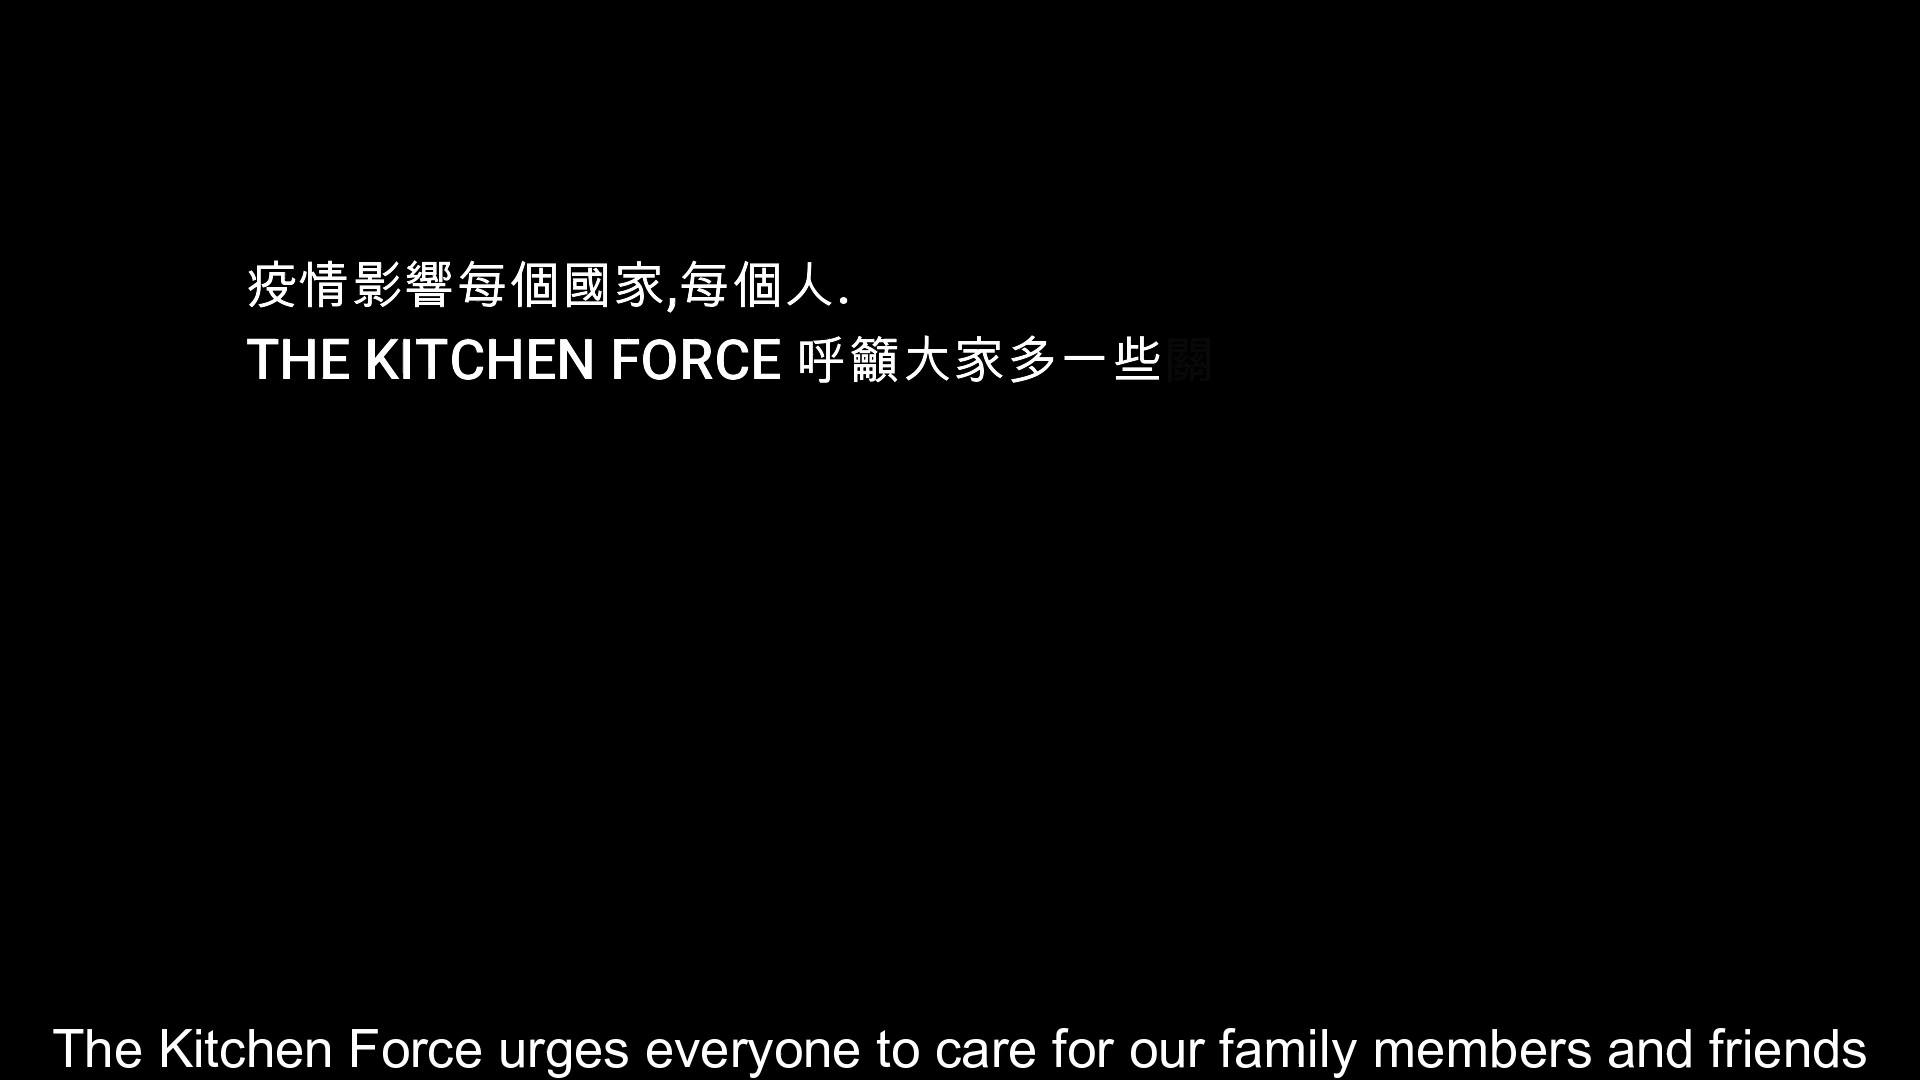 疫情影響每個國家,每個人.
THE KITCHEN FORCE 呼籲大家多一些關
The Kitchen Force urges everyone to care for our family members and friends